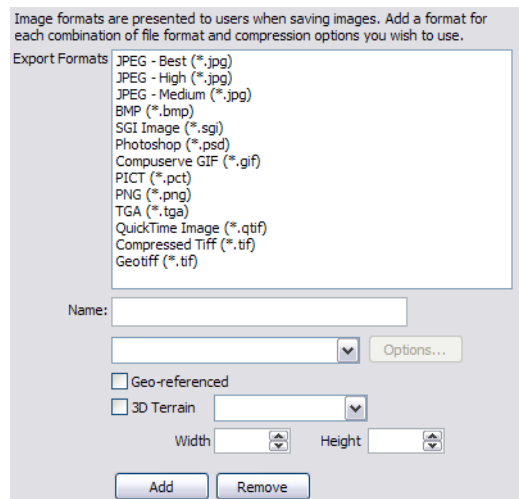 Image formats are presented to users when saving images. Add a format for
each combination of file format and compression options you wish to use.
Export Formats
JPEG - Best (*.jpg)
JPEG - High (*.jpg)
JPEG - Medium (*.jpg)
BMP (*.bmp)
SGI Image (*.sgi)
Photoshop (*.psd)
Compuserve GIF (*.gif)
PICT (*.pct)
PNG (*.png)
TGA (*.tga)
QuickTime Image (*.qtif)
Compressed Tiff (*.tif)
Geotiff (*.tif)
Name:
Options...
Geo-referenced
3D Terrain
Width Height
Add Remove